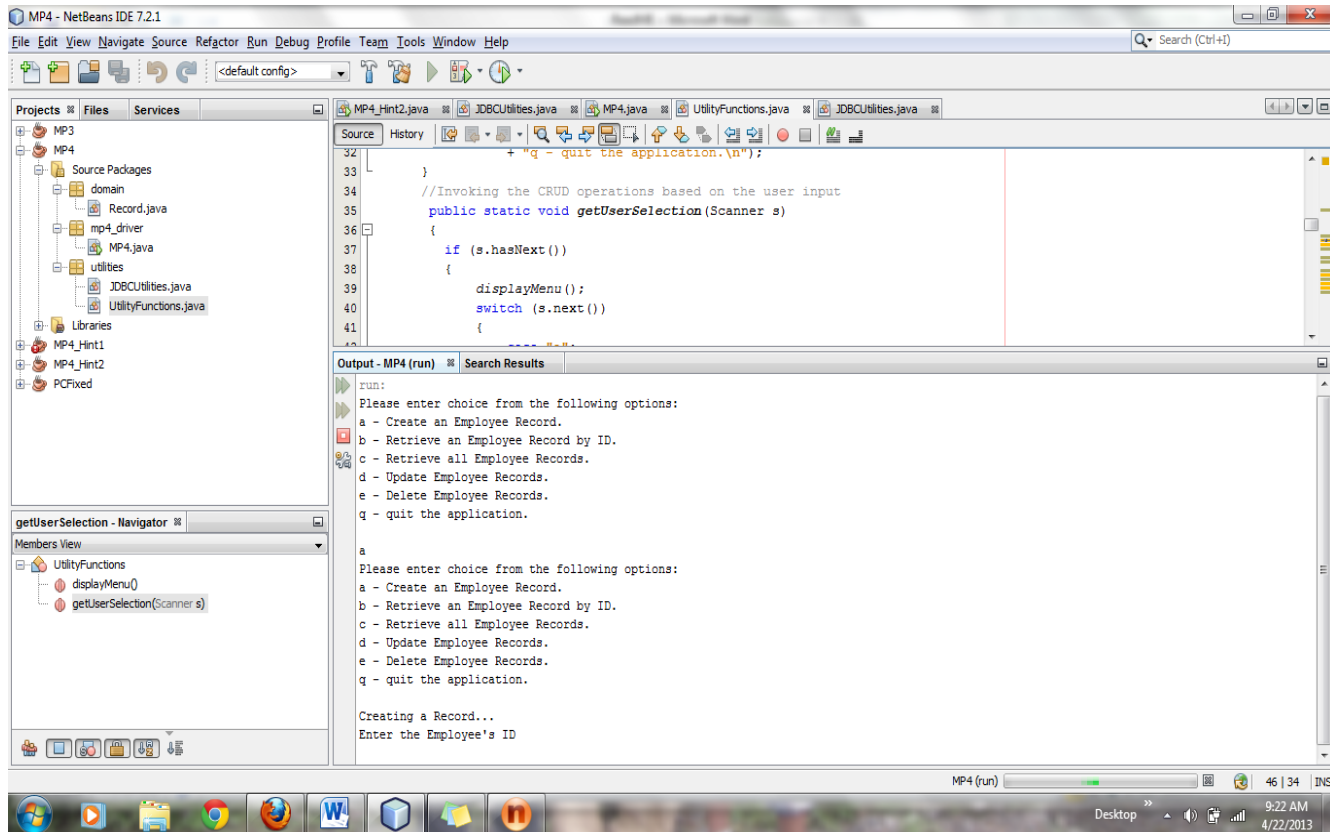 MP4 - NetBeans IDE 7.2.1
File Edit View Navigate Source Refactor Run Debug Profile Team Tools Window Help
Search (Ctrl+I)
<default config>
Projects Files Services
MP3
MP4
Source Packages
domain
Record.java
mp4_driver
MP4.java
utilities
JDBCUtilities.java
UtilityFunctions.java
Libraries
MP4_Hint1
MP4_Hint2
PCFixed
getUserSelection - Navigator
Members View
UtilityFunctions
displayMenu()
getUserSelection(Scanner s)
MP4_Hint2.java JDBCUtilities.java MP4.java UtilityFunctions.java JDBCUtilities.java
Source History
32 + "q - quit the application.\n");
33 }
34 //Invoking the CRUD operations based on the user input
35 public static void getUserSelection(Scanner s)
36 {
37 if (s.hasNext())
38 {
39 displayMenu();
40 switch (s.next())
41 {
Output - MP4 (run) Search Results
run:
Please enter choice from the following options:
a - Create an Employee Record.
b - Retrieve an Employee Record by ID.
c - Retrieve all Employee Records.
d - Update Employee Records.
e - Delete Employee Records.
q - quit the application.
a
Please enter choice from the following options:
a - Create an Employee Record.
b - Retrieve an Employee Record by ID.
c - Retrieve all Employee Records.
d - Update Employee Records.
e - Delete Employee Records.
q - quit the application.
Creating a Record...
Enter the Employee's ID
MP4 (run)
46 | 34 INS
Desktop
9:22 AM
4/22/2013